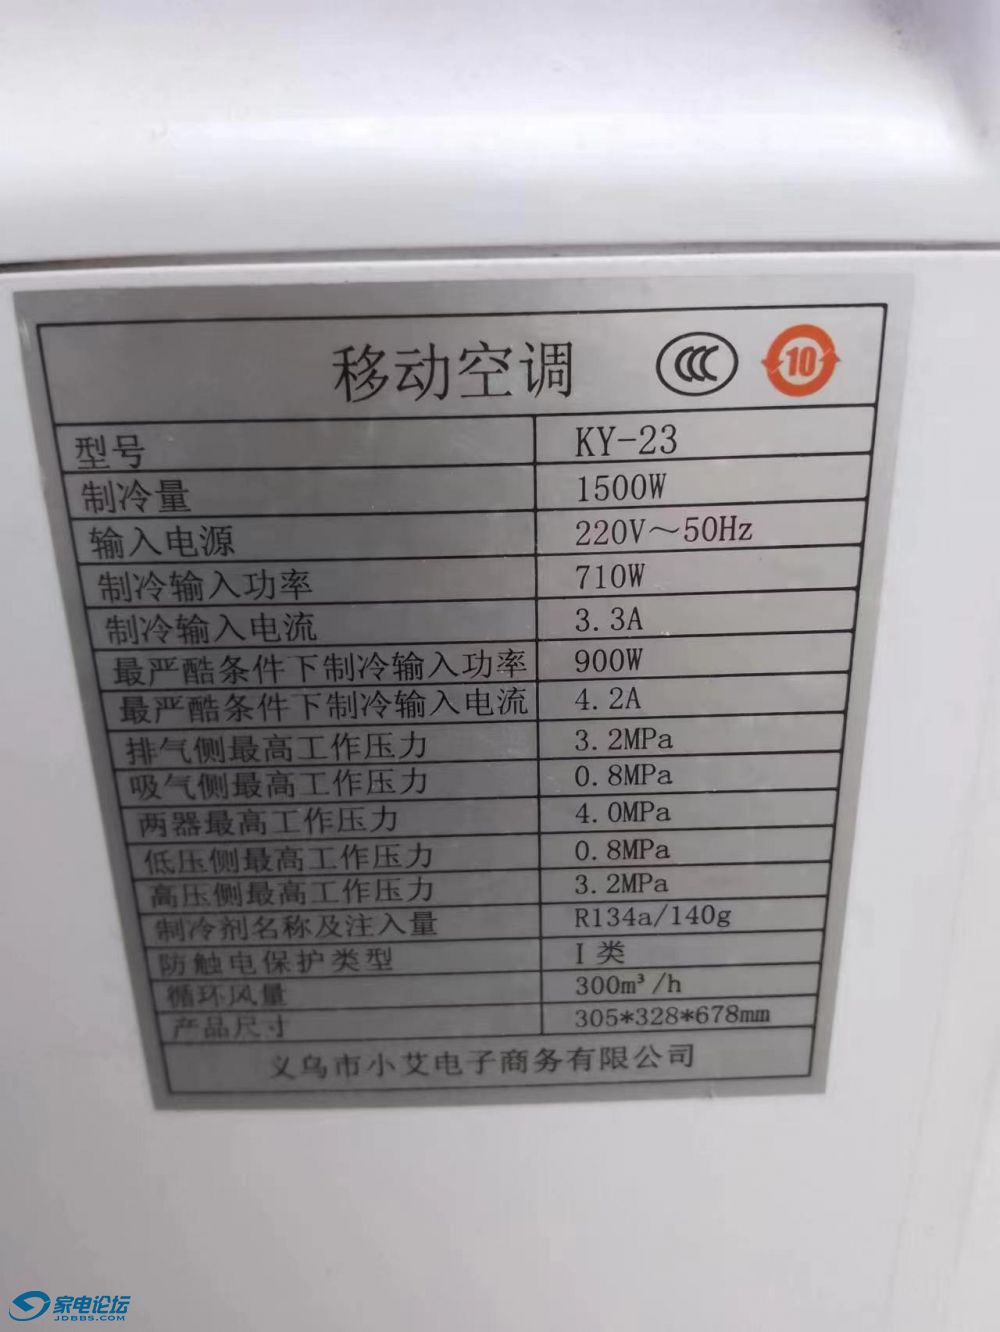 移动空调
CCC
10
型号 KY-23
制冷量 1500W
输入电源 220V～50Hz
制冷输入功率 710W
制冷输入电流 3.3A
最严酷条件下制冷输入功率 900W
最严酷条件下制冷输入电流 4.2A
排气侧最高工作压力 3.2MPa
吸气侧最高工作压力 0.8MPa
两器最高工作压力 4.0MPa
低压侧最高工作压力 0.8MPa
高压侧最高工作压力 3.2MPa
制冷剂名称及注入量 R134a/140g
防触电保护类型 I 类
循环风量 300m³/h
产品尺寸 305*328*678mm
义乌市小艾电子商务有限公司
家电论坛
JDBBS.COM